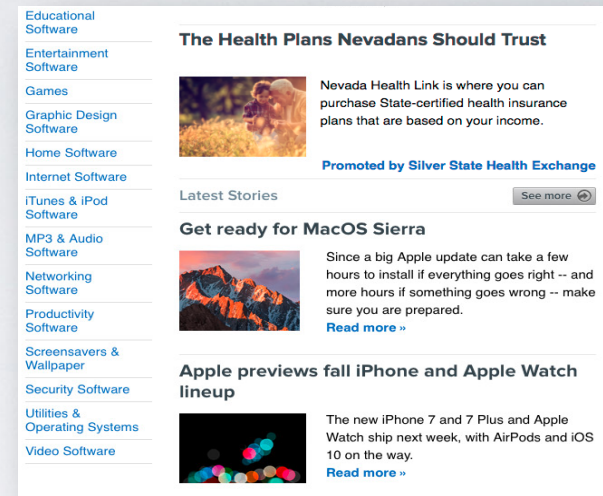 Educational
Software
Entertainment
Software
Games
Graphic Design
Software
Home Software
Internet Software
iTunes & iPod
Software
MP3 & Audio
Software
Networking
Software
Productivity
Software
Screensavers &
Wallpaper
Security Software
Utilities &
Operating Systems
Video Software
The Health Plans Nevadans Should Trust
Nevada Health Link is where you can
purchase State-certified health insurance
plans that are based on your income.
Promoted by Silver State Health Exchange
Latest Stories
See more
Get ready for MacOS Sierra
Since a big Apple update can take a few
hours to install if everything goes right -- and
more hours if something goes wrong -- make
sure you are prepared.
Read more »
Apple previews fall iPhone and Apple Watch
lineup
The new iPhone 7 and 7 Plus and Apple
Watch ship next week, with AirPods and iOS
10 on the way.
Read more »